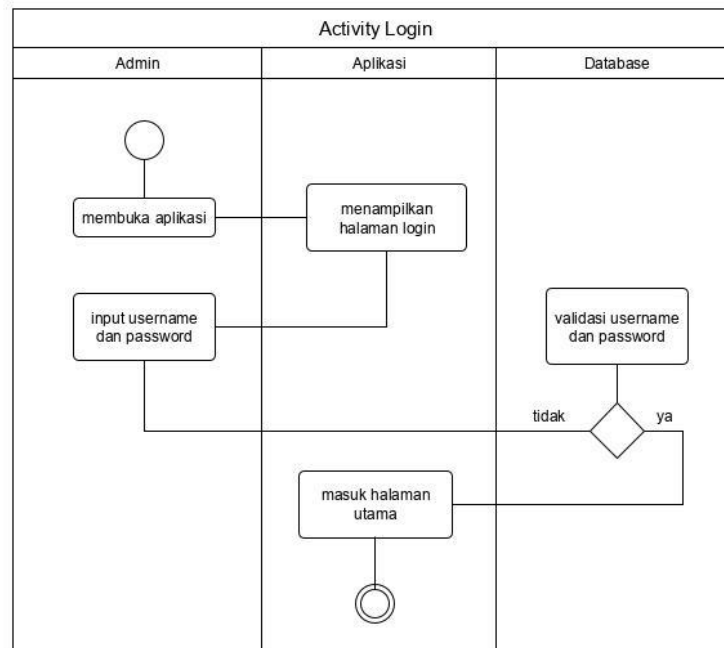 Activity Login
Admin
Aplikasi
Database
membuka aplikasi
menampilkan
halaman login
input username
dan password
validasi username
dan password
tidak
ya
masuk halaman
utama